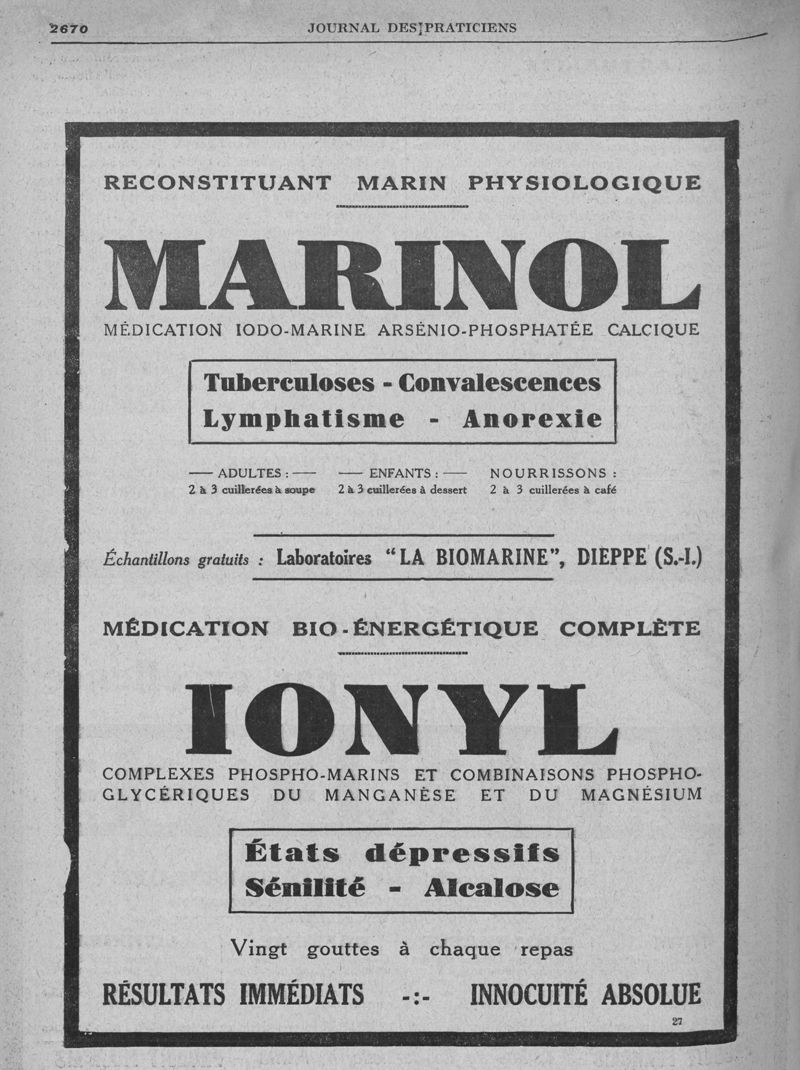 2670
JOURNAL DES PRATICIENS
RECONSTITUANT MARIN PHYSIOLOGIQUE
MARINOL
MÉDICATION IODO-MARINE ARSÉNIO-PHOSPHATÉE CALCIQUE
Tuberculoses - Convalescences
Lymphatisme - Anorexie
— ADULTES : — — ENFANTS : — NOURRISSONS :
2 à 3 cuillerées à soupe 2 à 3 cuillerées à dessert 2 à 3 cuillerées à café
Échantillons gratuits : Laboratoires “LA BIOMARINE”, DIEPPE (S.-I.)
MÉDICATION BIO-ÉNERGÉTIQUE COMPLÈTE
IONYL
COMPLEXES PHOSPHO-MARINS ET COMBINAISONS PHOSPHO-
GLYCÉRIQUES DU MANGANÈSE ET DU MAGNÉSIUM
États dépressifs
Sénilité - Alcalose
Vingt gouttes à chaque repas
RÉSULTATS IMMÉDIATS -:- INNOCUITÉ ABSOLUE
27